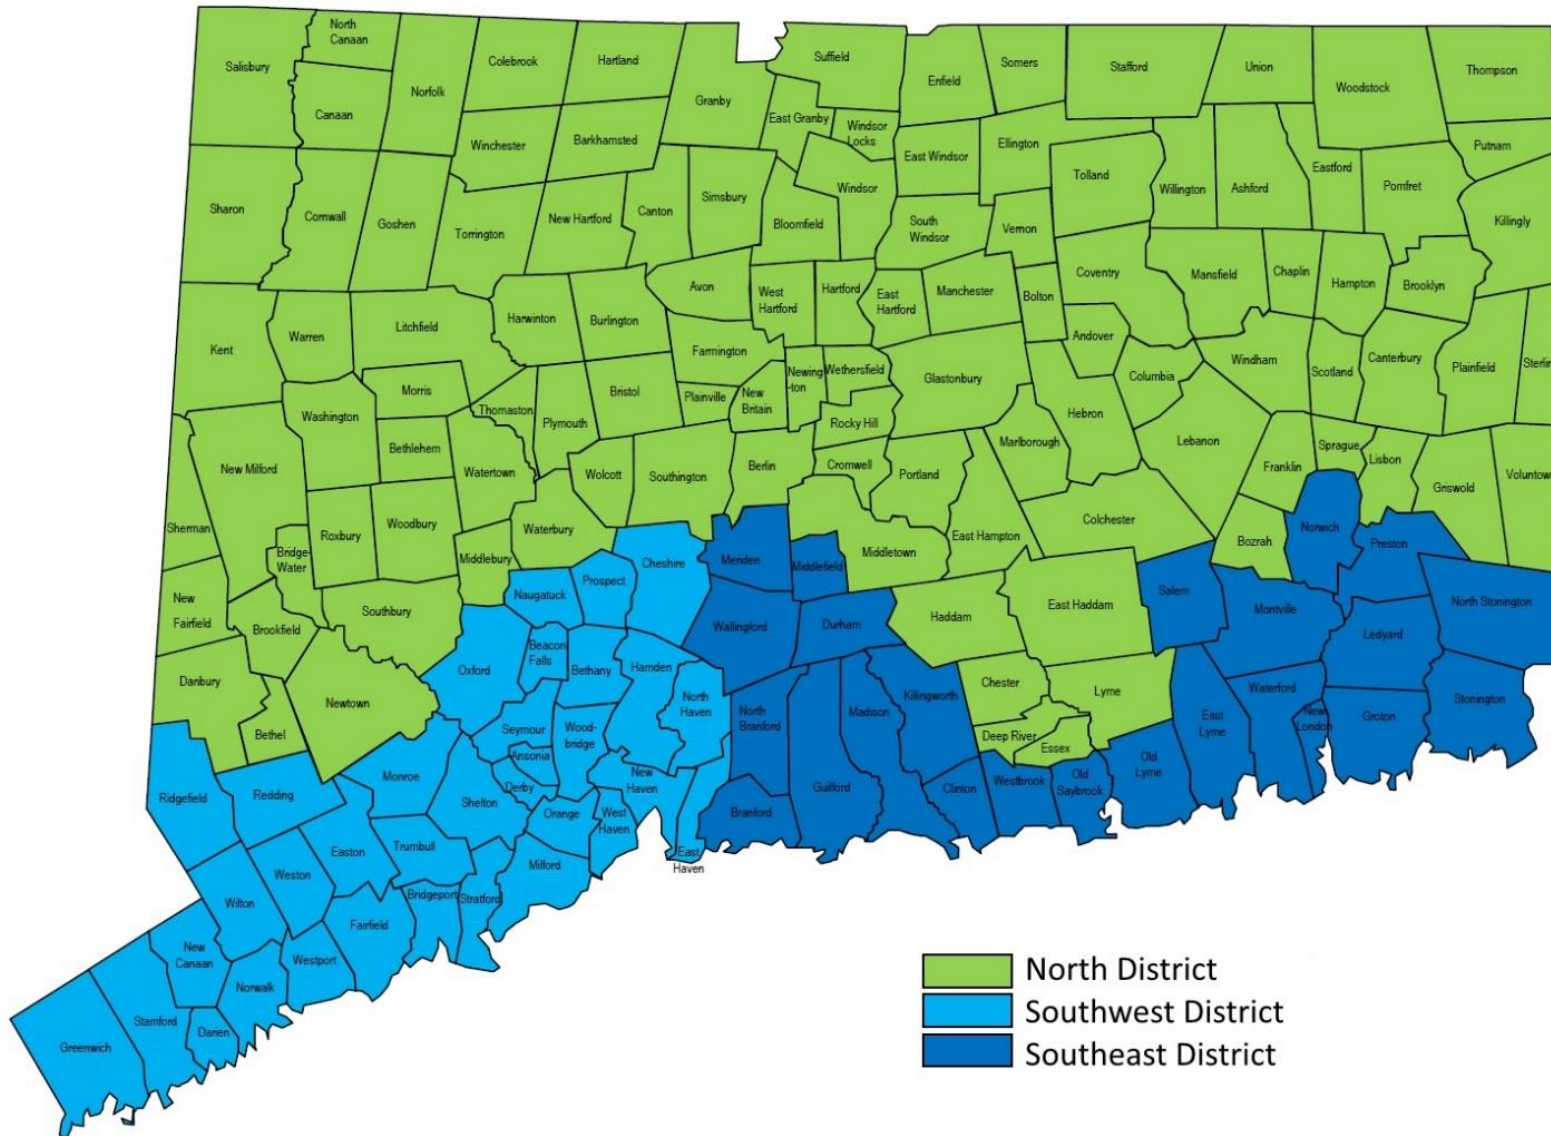 North
Canaan
Salisbury
Colebrook
Hartland
Suffield
Enfield
Somers
Stafford
Union
Woodstock
Thompson
Norfolk
Canaan
Granby
East Granby
Windsor
Locks
Winchester
Barkhamsted
East Windsor
Ellington
Putnam
Tolland
Willington
Ashford
Eastford
Pomfret
Windsor
Sharon
Cornwall
Goshen
Torrington
New Hartford
Canton
Simsbury
Bloomfield
South
Windsor
Vernon
Killingly
Avon
West
Hartford
Hartford
East
Hartford
Manchester
Bolton
Coventry
Mansfield
Chaplin
Hampton
Brooklyn
Kent
Warren
Litchfield
Harwinton
Burlington
Farmington
Andover
Windham
Scotland
Canterbury
Plainfield
Sterlin
Washington
Morris
Thomaston
Plymouth
Bristol
Plainville
New
Britain
Newing
-ton
Wethersfield
Glastonbury
Columbia
Hebron
Rocky Hill
Marlborough
Lebanon
New Milford
Bethlehem
Watertown
Wolcott
Southington
Berlin
Cromwell
Portland
Franklin
Sprague
Lisbon
Griswold
Voluntown
Sherman
Roxbury
Woodbury
Waterbury
East Hampton
Colchester
Norwich
Bridge-
Water
Middlebury
Cheshire
Meriden
Middlefield
Middletown
Bozrah
Preston
New
Fairfield
Brookfield
Southbury
Naugatuck
Prospect
Wallingford
Durham
Haddam
East Haddam
Salem
Montville
Ledyard
North Stonington
Danbury
Bethel
Newtown
Oxford
Beacon
Falls
Bethany
Hamden
North
Haven
North
Branford
Madison
Killingworth
Chester
Lyme
Deep River
Essex
East
Lyme
Waterford
New
London
Groton
Stonington
Ridgefield
Redding
Monroe
Seymour
Ansonia
Derby
Wood-
bridge
New
Haven
Shelton
Orange
West
Haven
Milford
East
Haven
Branford
Guilford
Clinton
Westbrook
Old
Saybrook
Old
Lyme
Wilton
Weston
Easton
Trumbull
Bridgeport
Stratford
Fairfield
New
Canaan
Norwalk
Westport
Greenwich
Stamford
Darien
North District
Southwest District
Southeast District